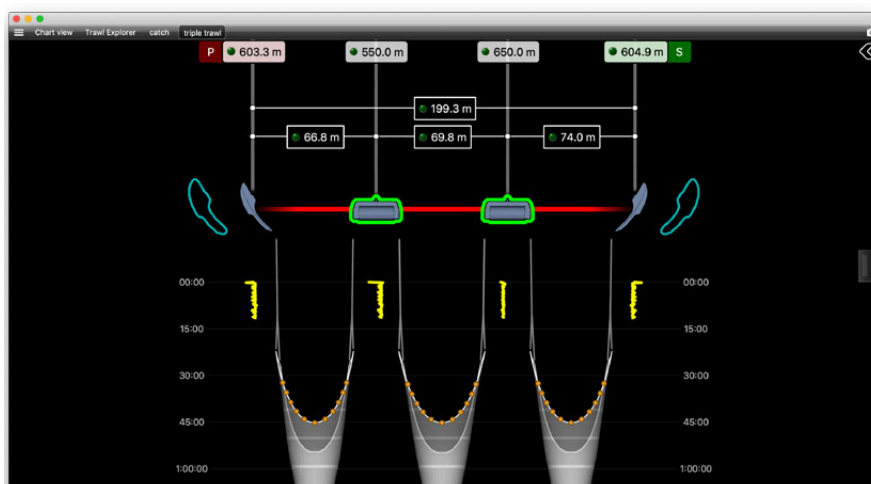 Chart view Trawl Explorer catch triple trawl
P 603.3 m 550.0 m 650.0 m 604.9 m S
199.3 m
66.8 m 69.8 m 74.0 m
00:00 00:00
15:00 15:00
30:00 30:00
45:00 45:00
1:00:00 1:00:00